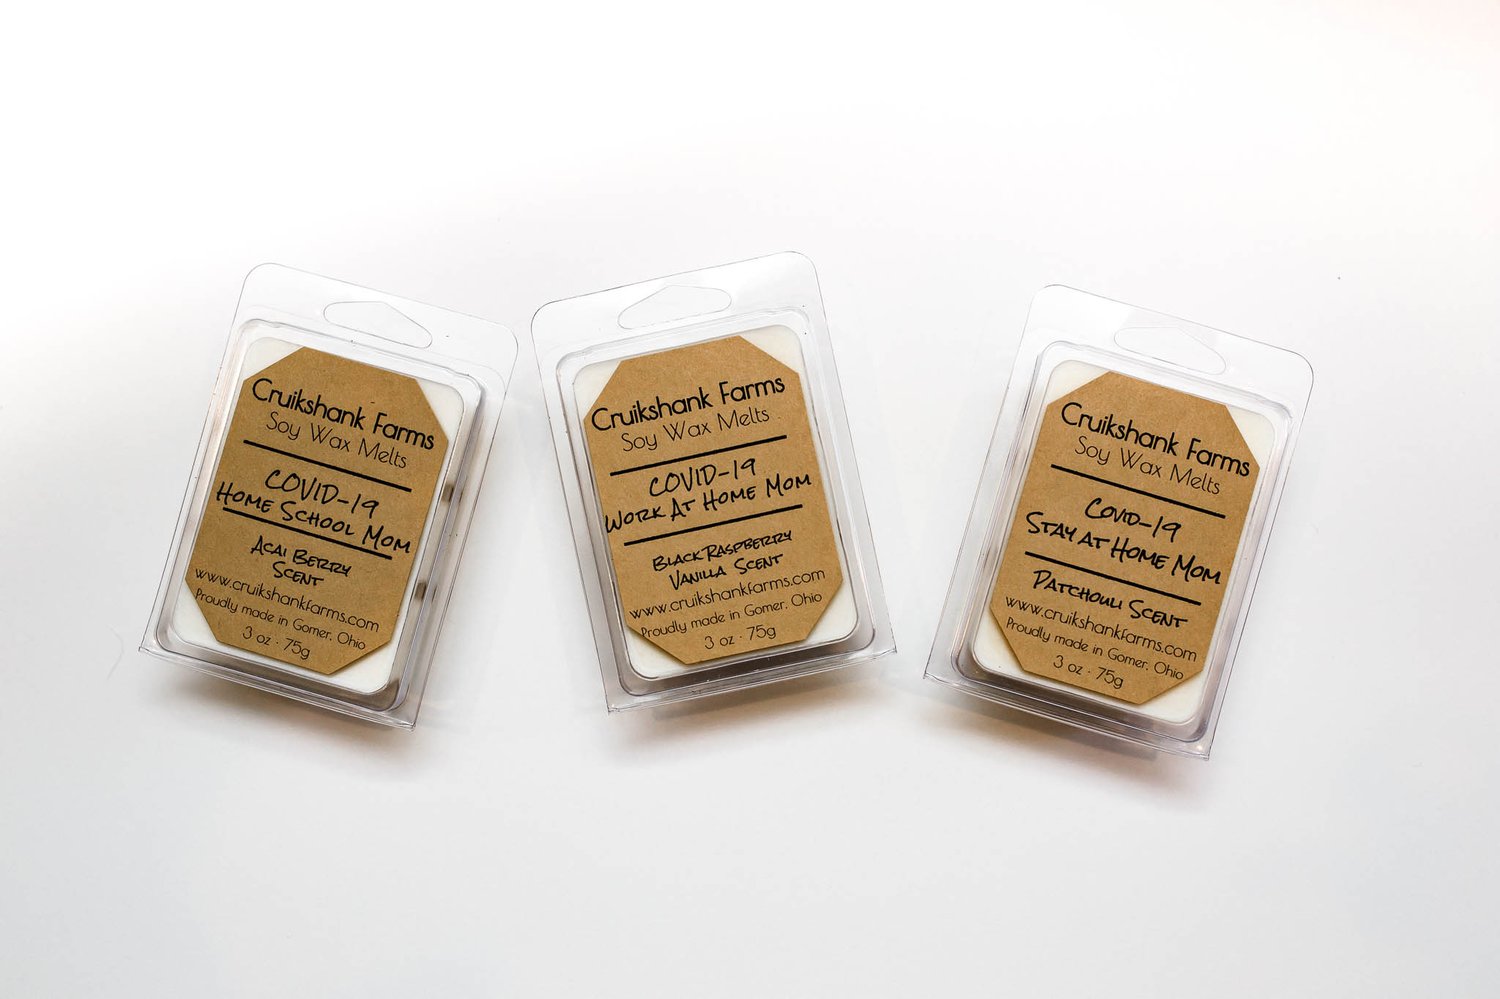 Cruikshank Farms
Soy Wax Melts
COVID-19
HOME SCHOOL MOM
ACAI BERRY
SCENT
www.cruikshankfarms.com
Proudly made in Gomer, Ohio
3 oz · 75g
Cruikshank Farms
Soy Wax Melts
COVID-19
WORK AT HOME MOM
BLACK RASPBERRY
VANILLA SCENT
www.cruikshankfarms.com
Proudly made in Gomer, Ohio
3 oz · 75g
Cruikshank Farms
Soy Wax Melts
COVID-19
STAY AT HOME MOM
PATCHOULI SCENT
www.cruikshankfarms.com
Proudly made in Gomer, Ohio
3 oz · 75g